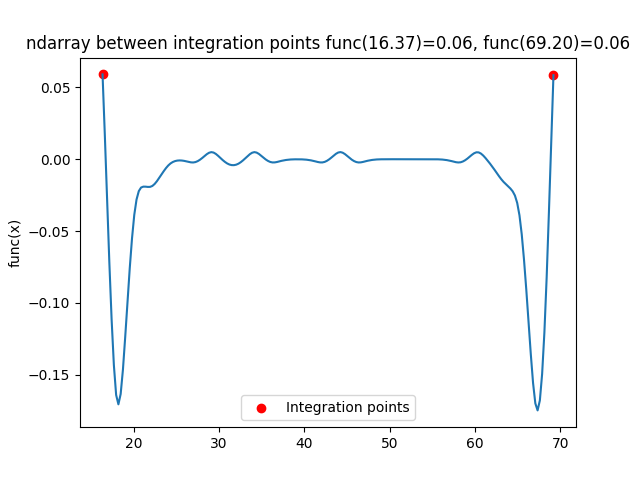 ndarray between integration points func(16.37)=0.06, func(69.20)=0.06
0.05
0.00
−0.05
−0.10
−0.15
func(x)
Integration points
20 30 40 50 60 70